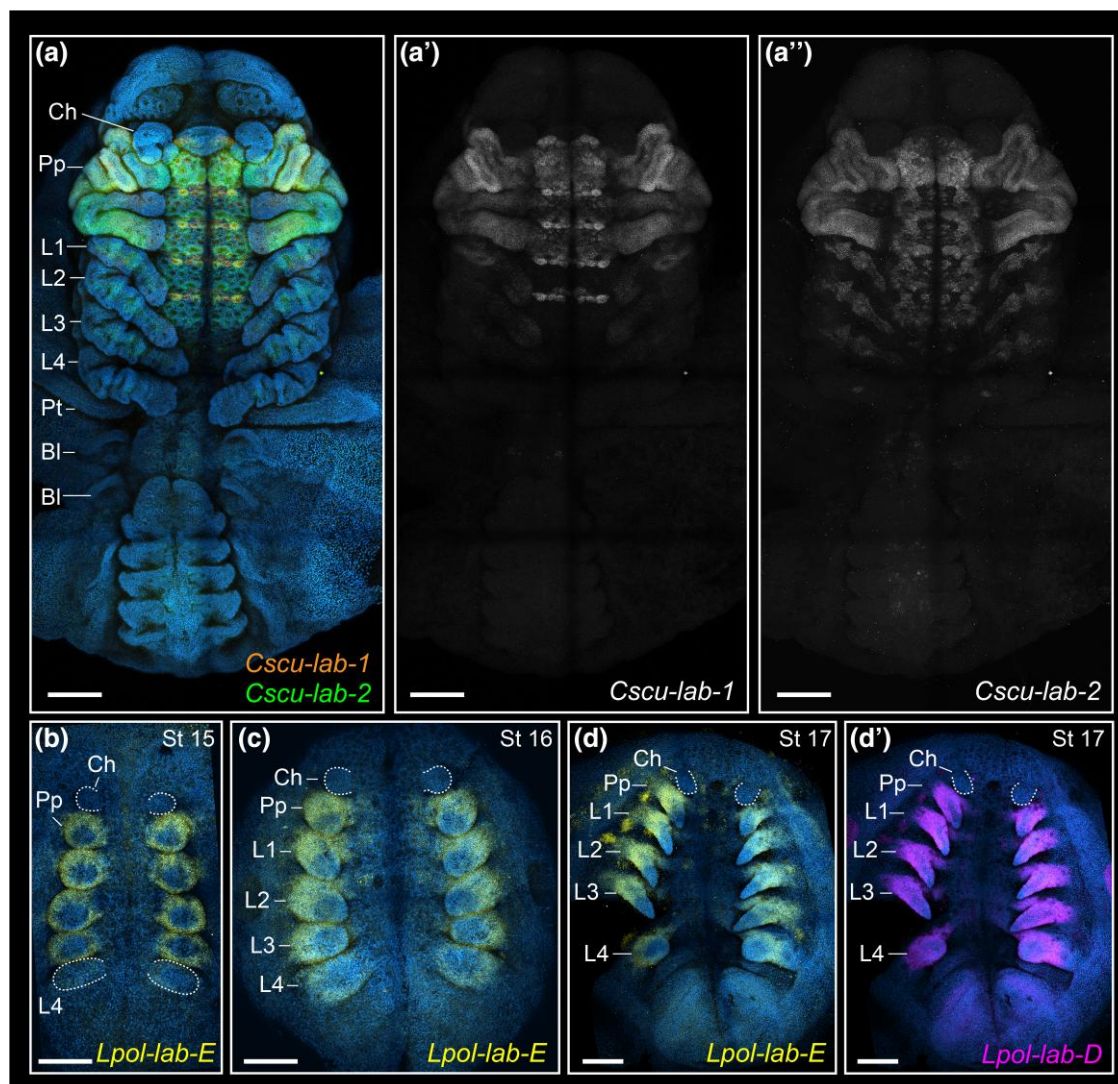 (a)
Ch
Pp
L1
L2
L3
L4
Pt
Bl
Bl
Cscu-lab-1
Cscu-lab-2
(a')
Cscu-lab-1
(a'')
Cscu-lab-2
(b)
St 15
Ch
Pp
L4
Lpol-lab-E
(c)
St 16
Ch
Pp
L1
L2
L3
L4
Lpol-lab-E
(d)
St 17
Ch
Pp
L1
L2
L3
L4
Lpol-lab-E
(d')
St 17
Ch
Pp
L1
L2
L3
L4
Lpol-lab-D